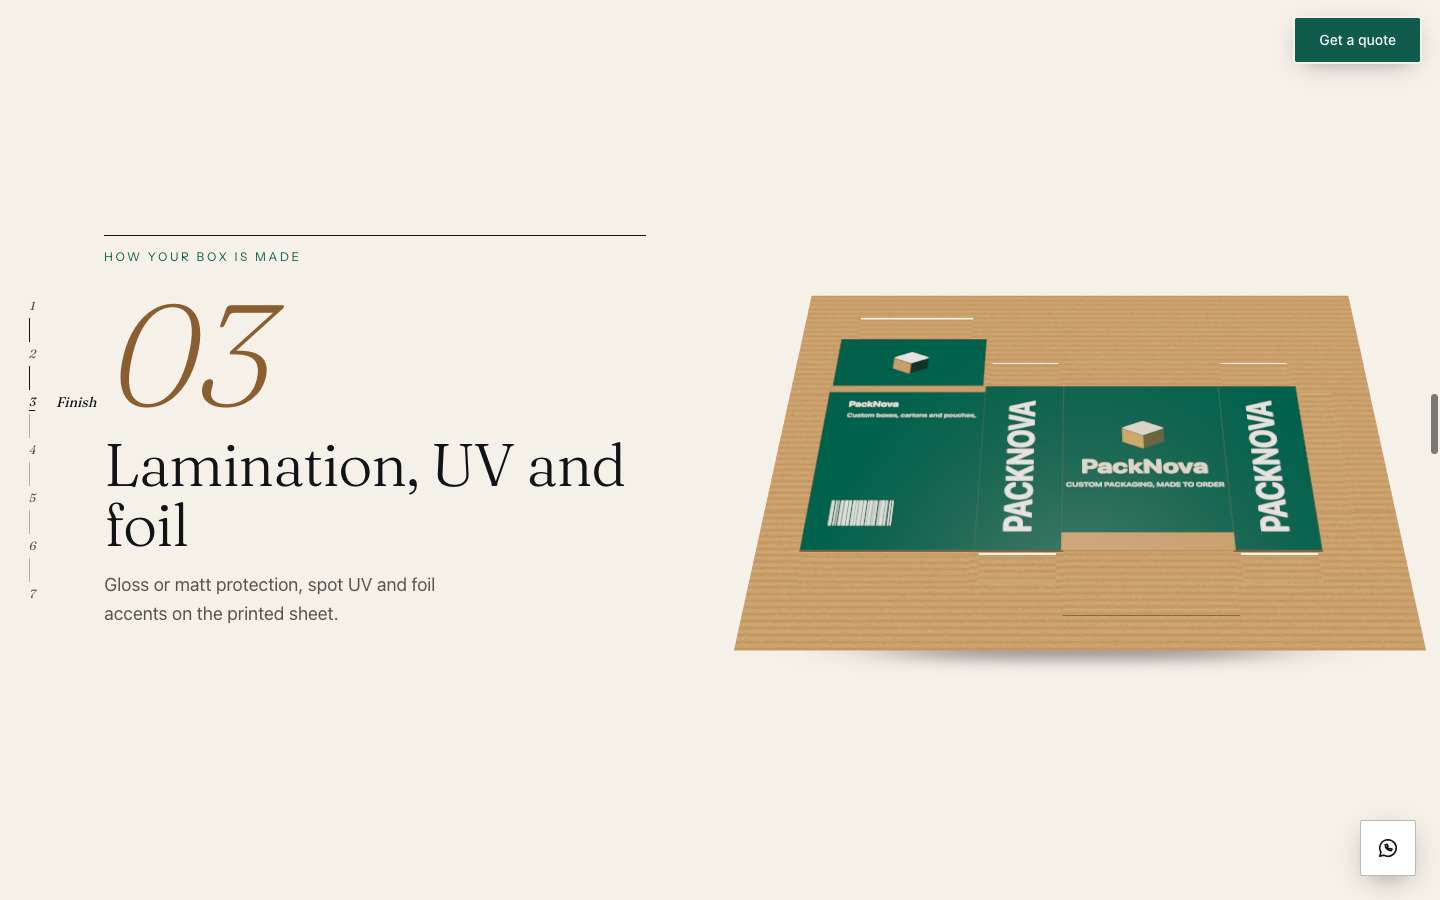 Get a quote
HOW YOUR BOX IS MADE
1
2
3 Finish
4
5
6
7
03
Lamination, UV and
foil
Gloss or matt protection, spot UV and foil
accents on the printed sheet.
PackNova
Custom boxes, cartons and pouches,
PACKNOVA
PackNova
CUSTOM PACKAGING, MADE TO ORDER
PACKNOVA